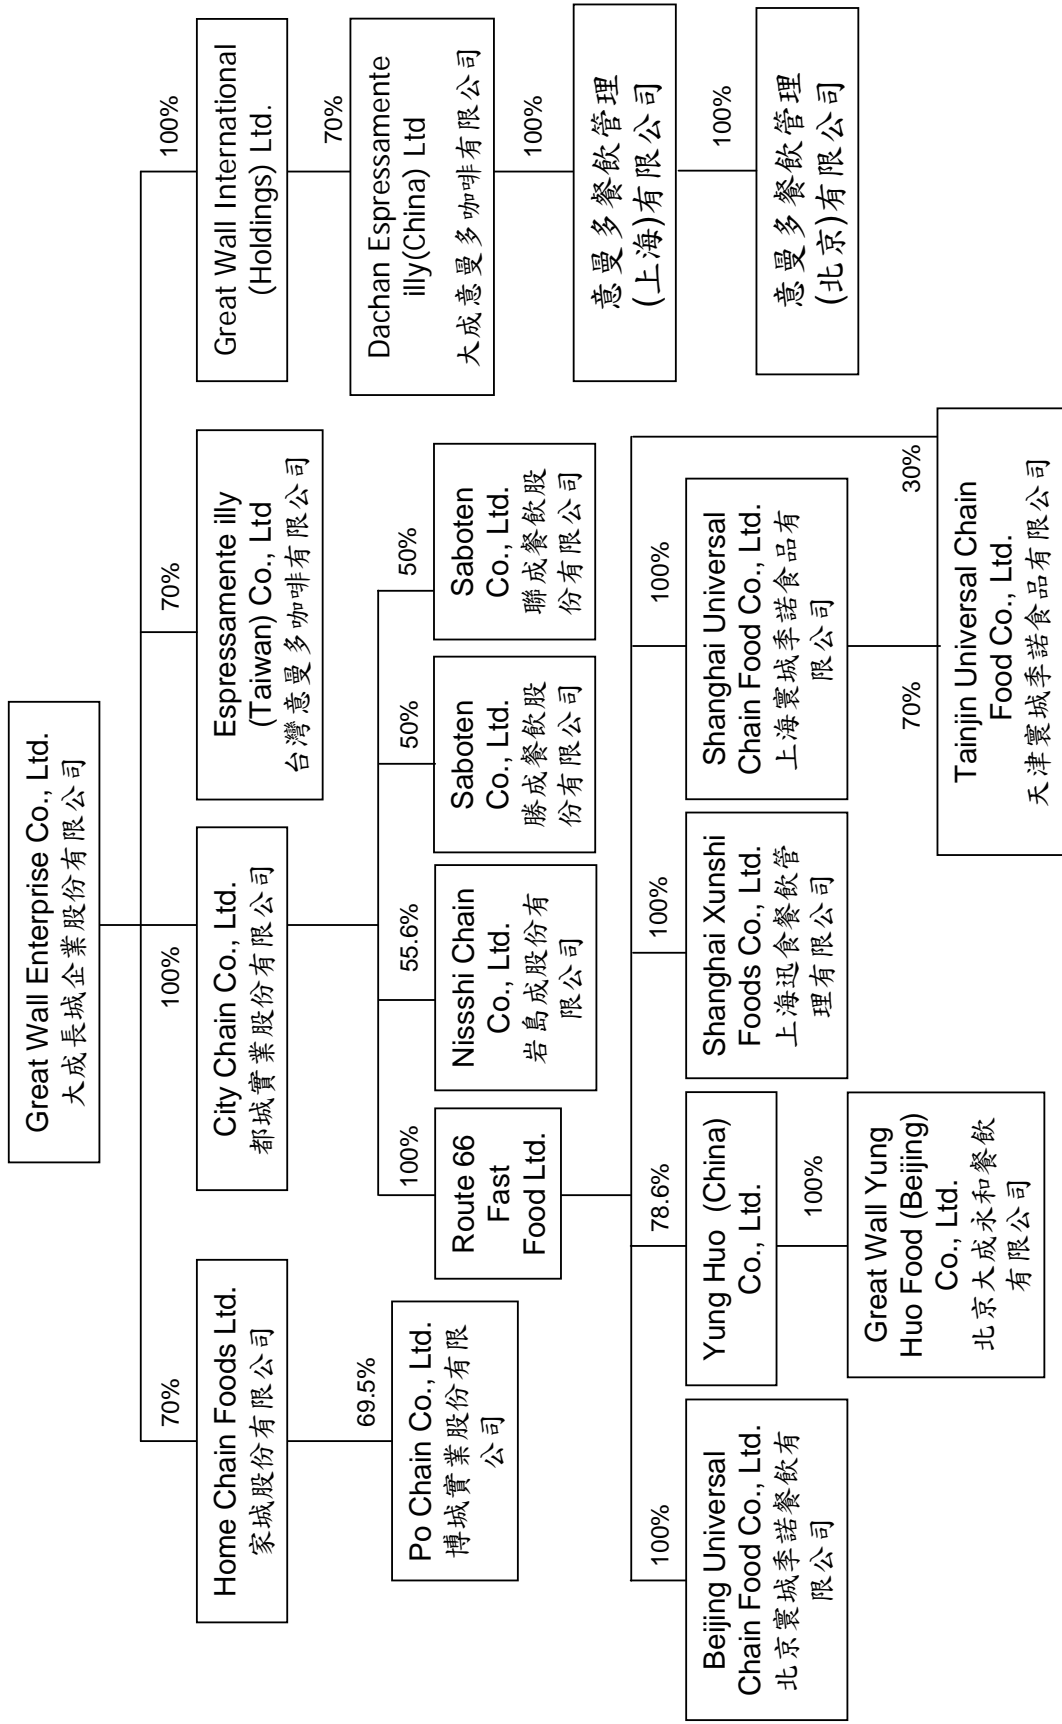 Great Wall Enterprise Co., Ltd.
大成長城企業股份有限公司
70%
100%
70%
100%
Home Chain Foods Ltd.
家城股份有限公司
City Chain Co., Ltd.
都城實業股份有限公司
Espressamente illy
(Taiwan) Co., Ltd
台灣意曼多咖啡有限公司
Great Wall International
(Holdings) Ltd.
69.5%
70%
Po Chain Co., Ltd.
博城實業股份有限
公司
Dachan Espressamente
illy(China) Ltd
大成意曼多咖啡有限公司
100%
55.6%
50%
50%
Route 66
Fast
Food Ltd.
Nissshi Chain
Co., Ltd.
岩島成股份有
限公司
Saboten
Co., Ltd.
勝成餐飲股
份有限公司
Saboten
Co., Ltd.
聯成餐飲股
份有限公司
100%
意曼多餐飲管理
(上海)有限公司
100%
78.6%
100%
100%
100%
Beijing Universal
Chain Food Co., Ltd.
北京寰城季諾餐飲有
限公司
Yung Huo (China)
Co., Ltd.
Shanghai Xunshi
Foods Co., Ltd.
上海迅食餐飲管
理有限公司
Shanghai Universal
Chain Food Co., Ltd.
上海寰城季諾食品有
限公司
意曼多餐飲管理
(北京)有限公司
100%
70%
30%
Great Wall Yung
Huo Food (Beijing)
Co., Ltd.
北京大成永和餐飲
有限公司
Tainjin Universal Chain
Food Co., Ltd.
天津寰城季諾食品有限公司